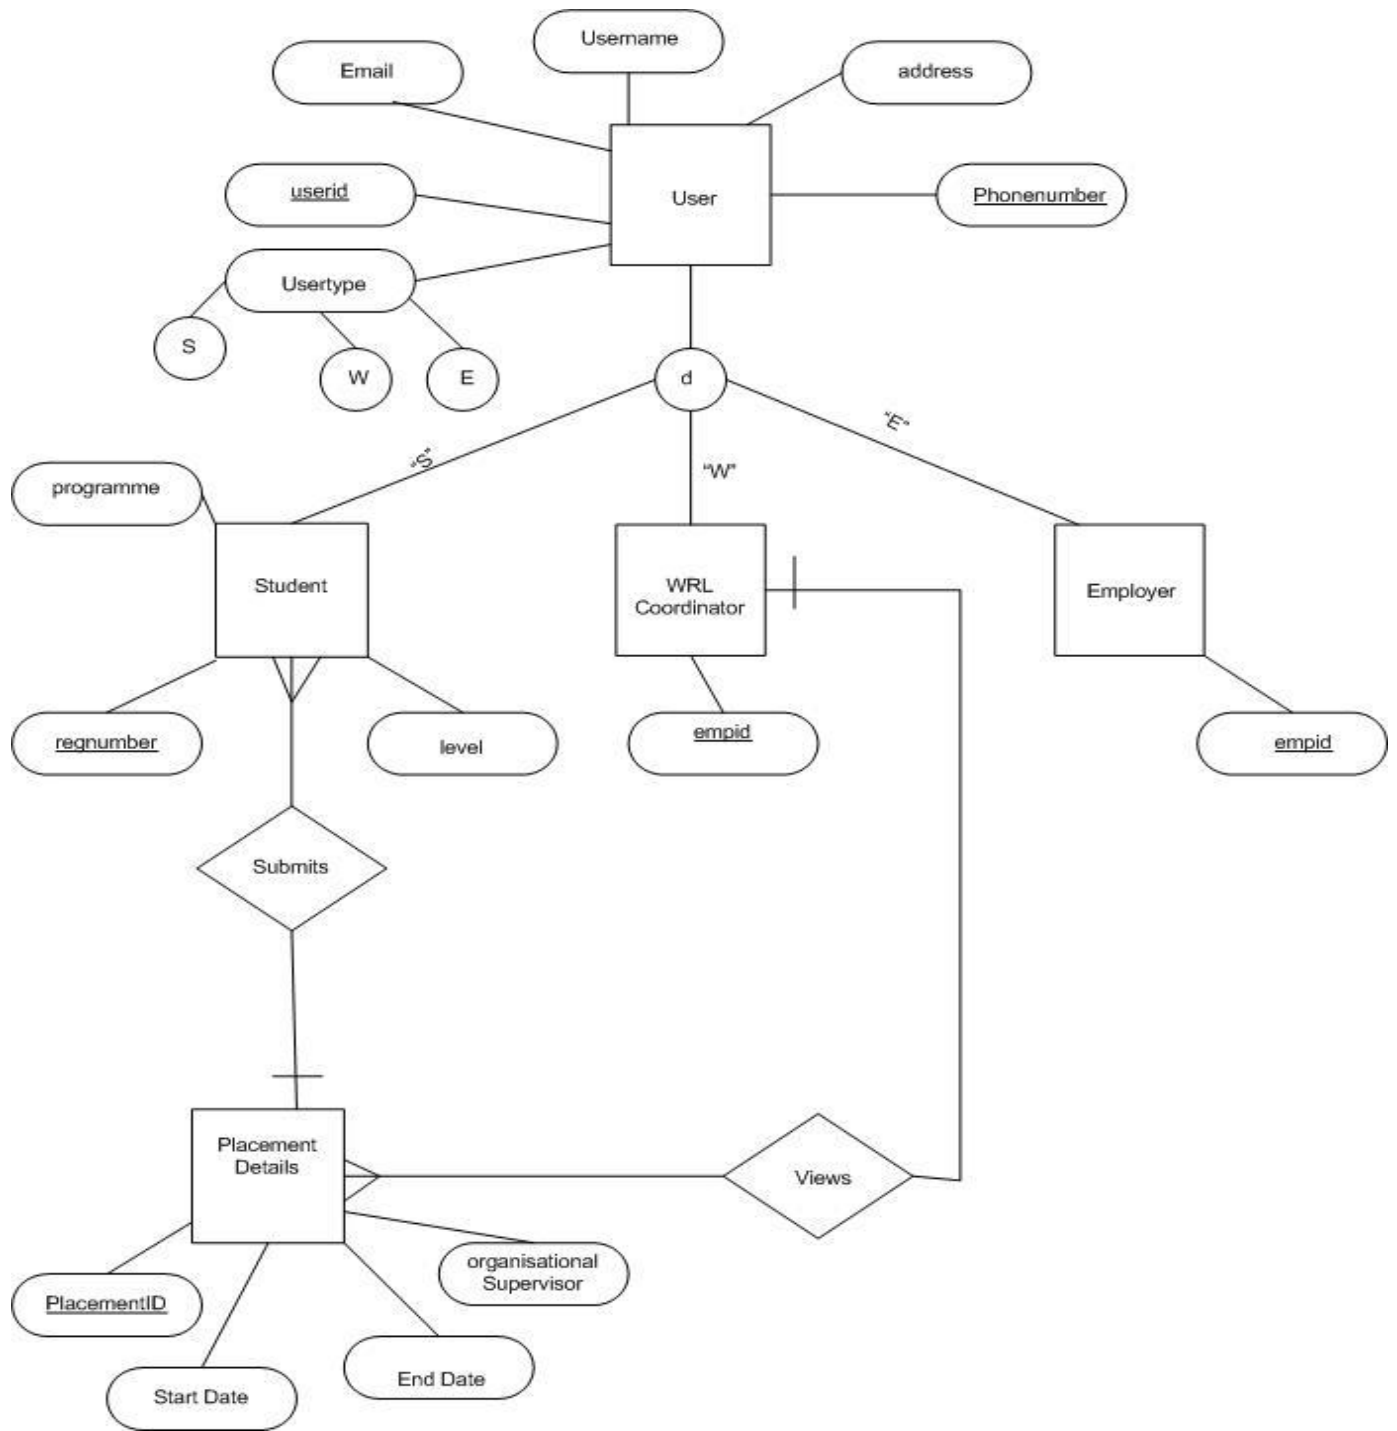 Username
Email
address
userid
User
Phonenumber
Usertype
S
W
E
d
"S"
"W"
"E"
programme
Student
WRL
Coordinator
Employer
regnumber
level
empid
empid
Submits
Placement
Details
Views
organisational
Supervisor
PlacementID
Start Date
End Date